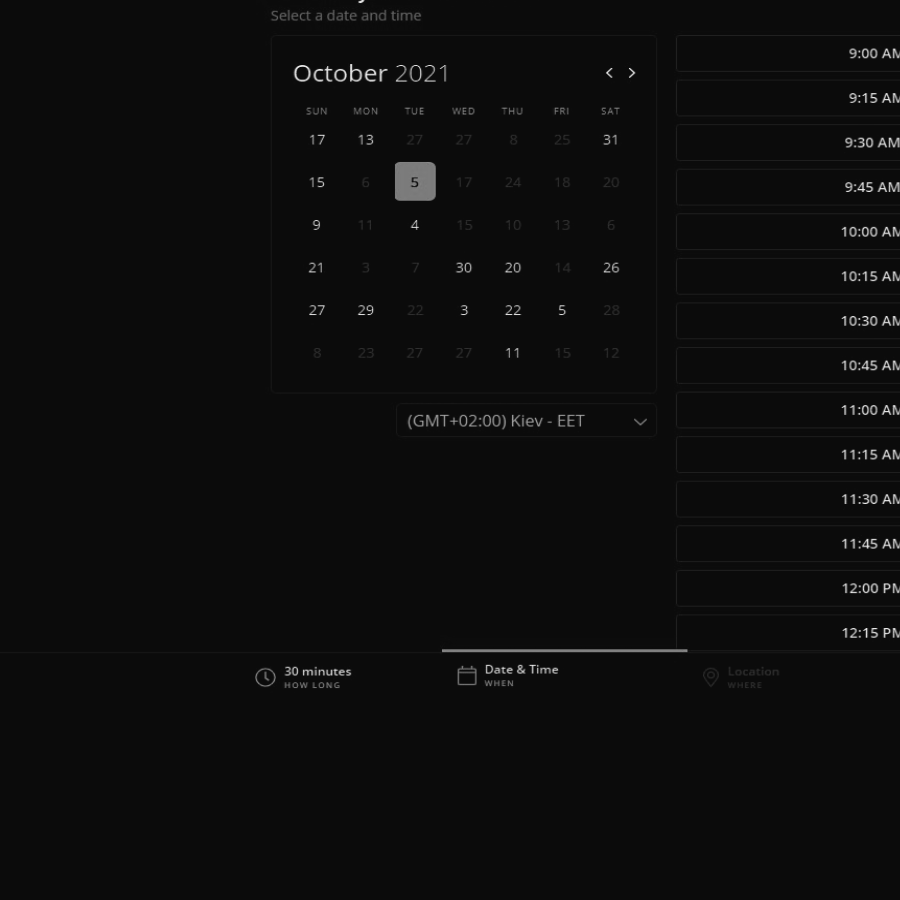 Select a date and time
October 2021
SUN MON TUE WED THU FRI SAT
17 13 27 27 8 25 31
15 6 5 17 24 18 20
9 11 4 15 10 13 6
21 3 7 30 20 14 26
27 29 22 3 22 5 28
8 23 27 27 11 15 12
(GMT+02:00) Kiev - EET
9:00 AM
9:15 AM
9:30 AM
9:45 AM
10:00 AM
10:15 AM
10:30 AM
10:45 AM
11:00 AM
11:15 AM
11:30 AM
11:45 AM
12:00 PM
12:15 PM
30 minutes
HOW LONG
Date & Time
WHEN
Location
WHERE